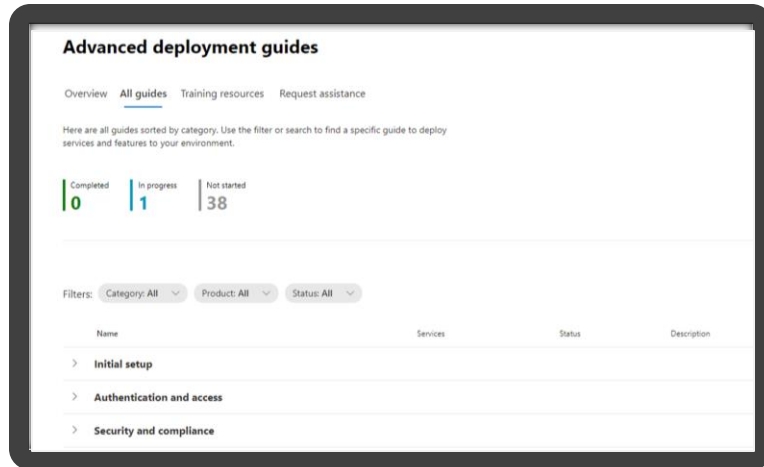 Advanced deployment guides
Overview All guides Training resources Request assistance
Here are all guides sorted by category. Use the filter or search to find a specific guide to deploy
services and features to your environment.
Completed In progress Not started
0 1 38
Filters: Category: All Product: All Status: All
Name Services Status Description
Initial setup
Authentication and access
Security and compliance